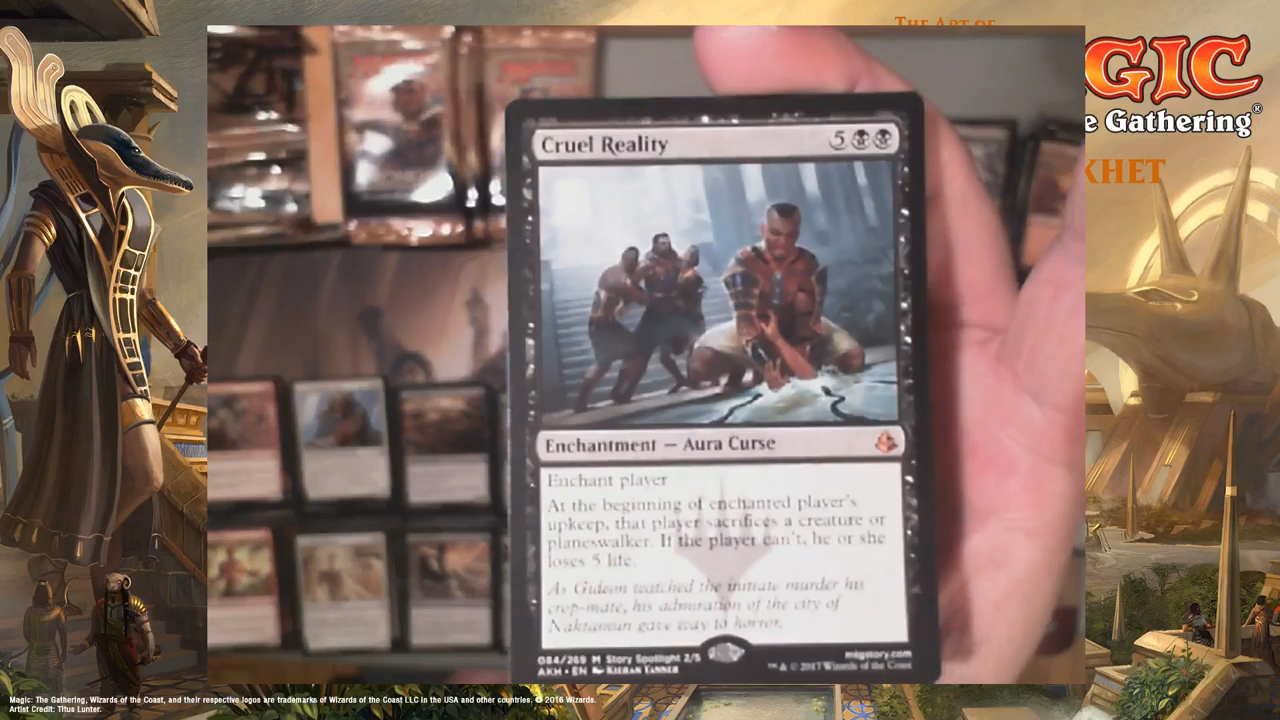 THE ART OF
GIC
e Gathering®
KHET
Cruel Reality 5
Enchantment — Aura Curse
Enchant player
At the beginning of enchanted player's
upkeep, that player sacrifices a creature or
planeswalker. If the player can't, he or she
loses 5 life.
As Gideon watched the initiate murder his
crop-mate, his admiration of the city of
Naktamun gave way to horror.
084/269 M Story Spotlight 2/5
mtgstory.com
AKH • EN KIERAN YANNER
™ & © 2017 Wizards of the Coast
Magic: The Gathering, Wizards of the Coast, and their respective logos are trademarks of Wizards of the Coast LLC in the USA and other countries. © 2016 Wizards.
Artist Credit: Titus Lunter.